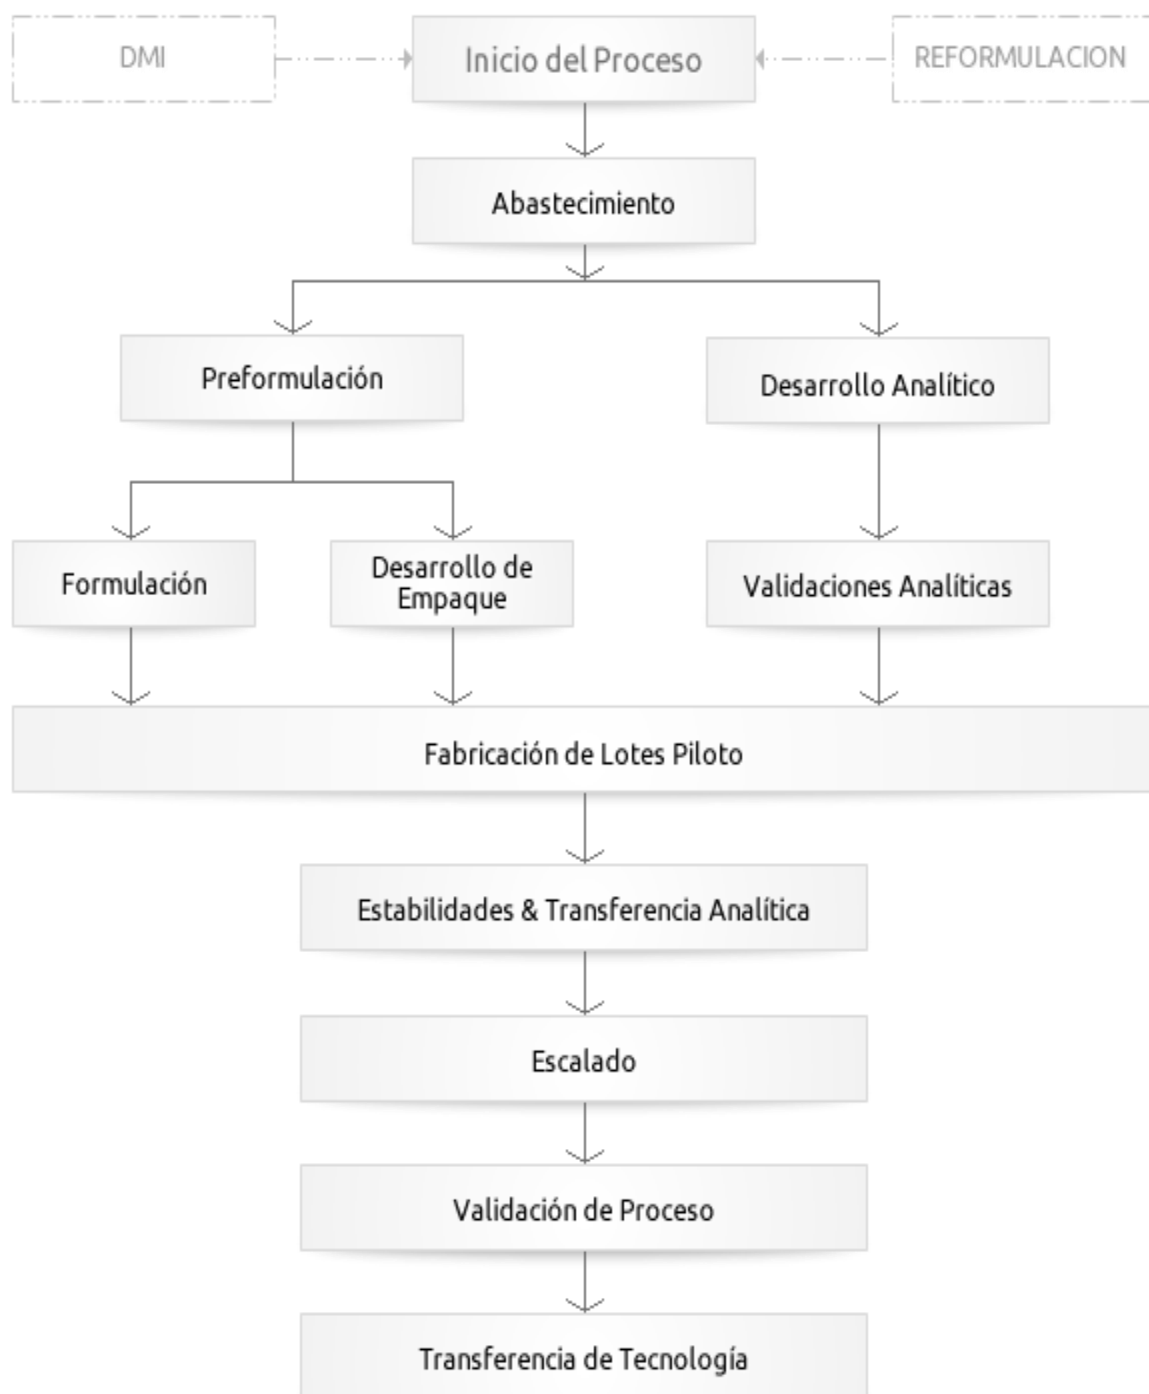 DMI
Inicio del Proceso
REFORMULACION
Abastecimiento
Preformulación
Desarrollo Analítico
Formulación
Desarrollo de
Empaque
Validaciones Analíticas
Fabricación de Lotes Piloto
Estabilidades & Transferencia Analítica
Escalado
Validación de Proceso
Transferencia de Tecnología